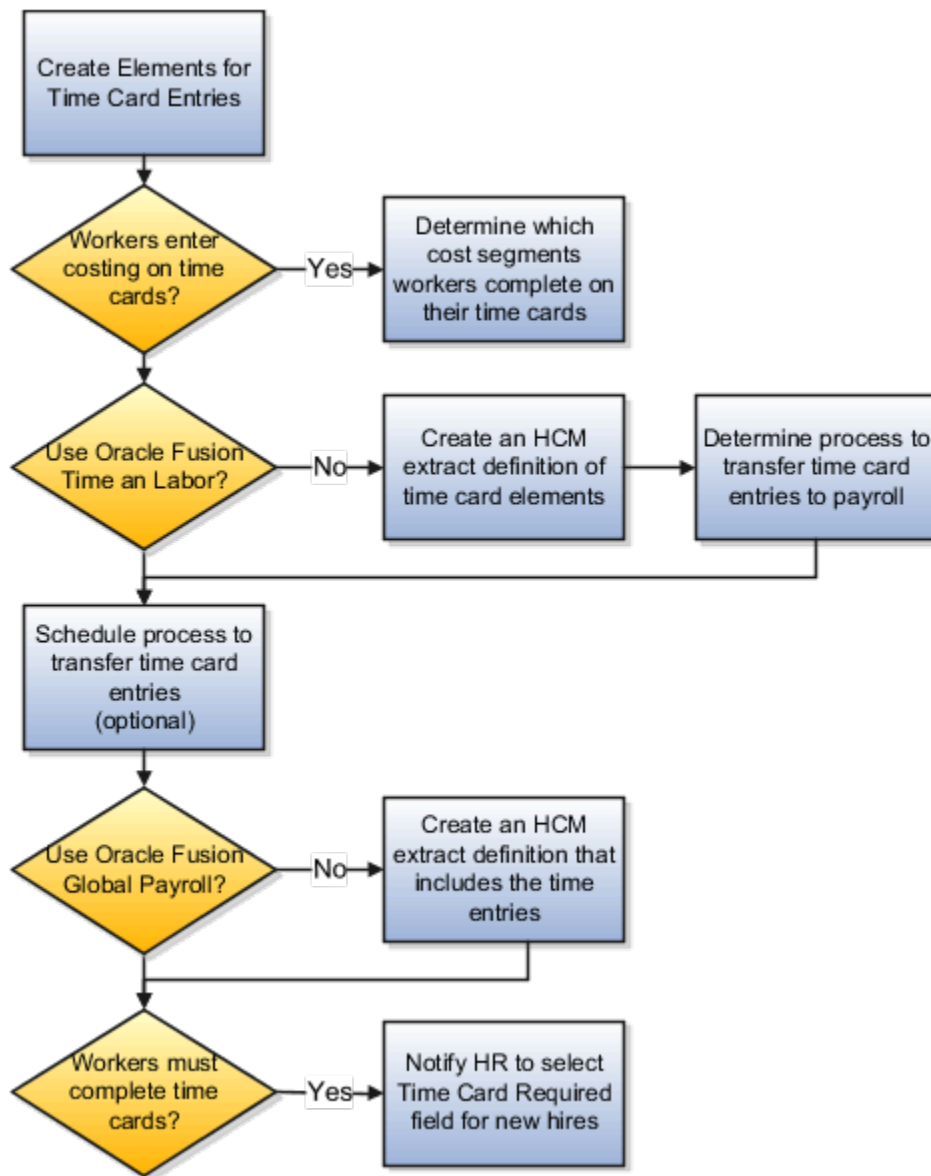 Create Elements for
Time Card Entries
Workers enter
costing on time
cards?
Yes
Determine which
cost segments
workers complete on
their time cards
Use Oracle Fusion
Time an Labor?
No
Create an HCM
extract definition of
time card elements
Determine process to
transfer time card
entries to payroll
Schedule process to
transfer time card
entries
(optional)
Use Oracle Fusion
Global Payroll?
No
Create an HCM
extract definition that
includes the time
entries
Workers must
complete time
cards?
Yes
Notify HR to select
Time Card Required
field for new hires